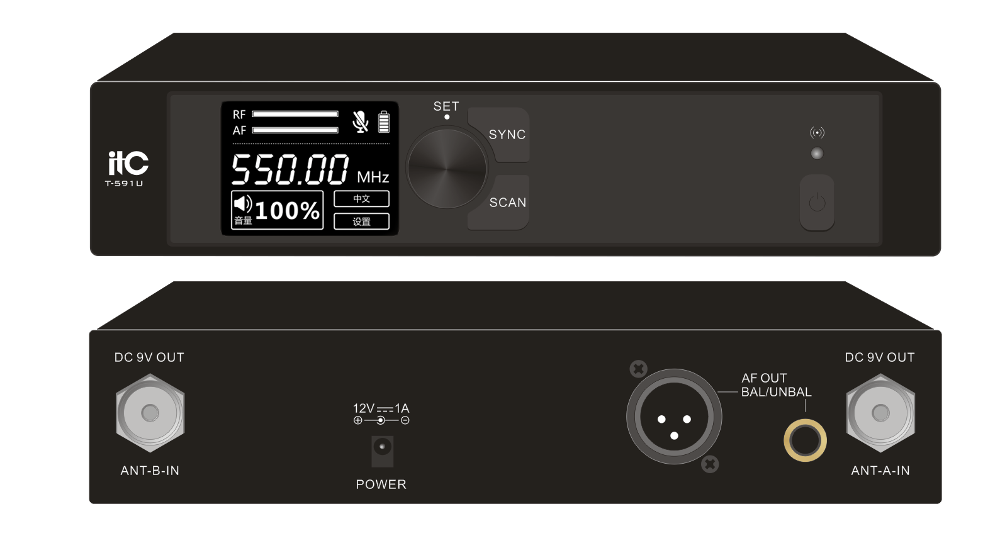 itC
T-591U
RF
AF
550.00 MHz
音量 100%
中文
设置
SET
SYNC
SCAN
DC 9V OUT
ANT-B-IN
12V 1A
POWER
AF OUT
BAL/UNBAL
DC 9V OUT
ANT-A-IN